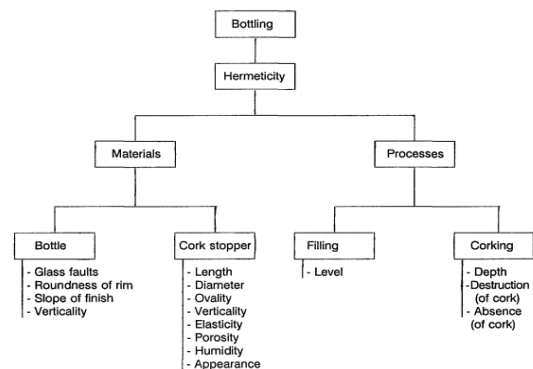 Bottling
Hermeticity
Materials
Processes
Bottle
Cork stopper
Filling
Corking
- Glass faults
- Roundness of rim
- Slope of finish
- Verticality
- Length
- Diameter
- Ovality
- Verticality
- Elasticity
- Porosity
- Humidity
- Appearance
- Level
- Depth
-Destruction
(of cork)
- Absence
(of cork)